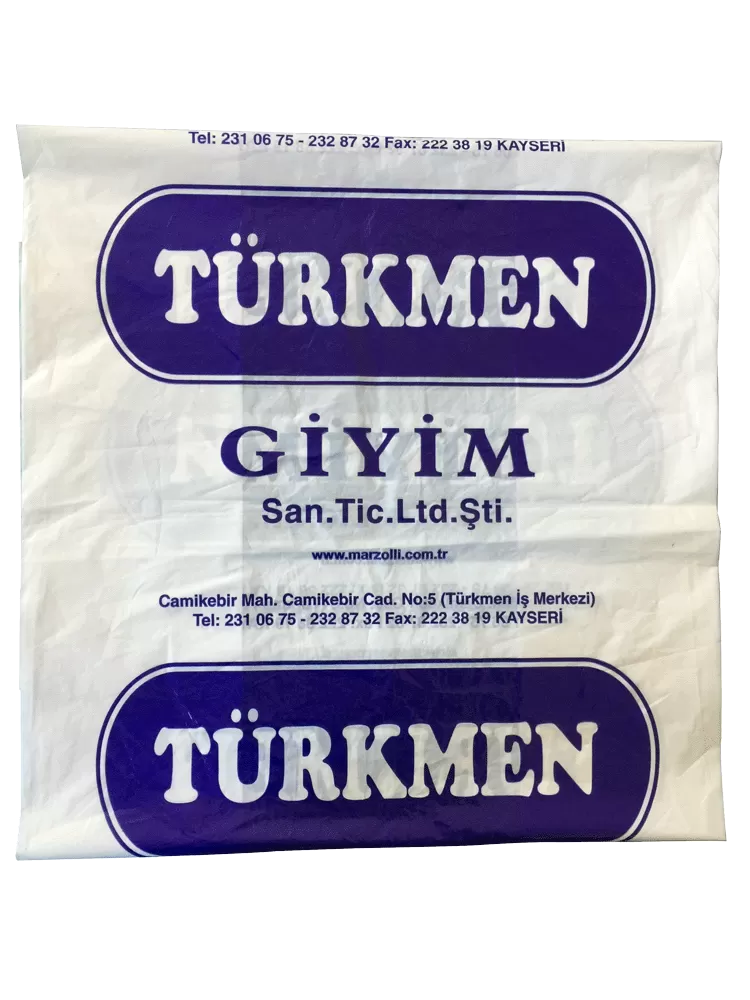 Tel: 231 06 75 - 232 87 32 Fax: 222 38 19 KAYSERİ
TÜRKMEN
GİYİM
San.Tic.Ltd.Şti.
www.marzolli.com.tr
Camikebir Mah. Camikebir Cad. No:5 (Türkmen İş Merkezi)
Tel: 231 06 75 - 232 87 32 Fax: 222 38 19 KAYSERİ
TÜRKMEN